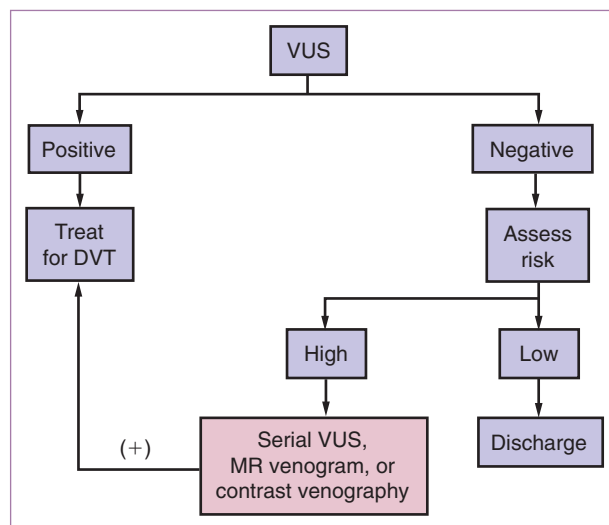 VUS
Positive
Negative
Treat
for DVT
Assess
risk
High
Low
(+)
Serial VUS,
MR venogram, or
contrast venography
Discharge